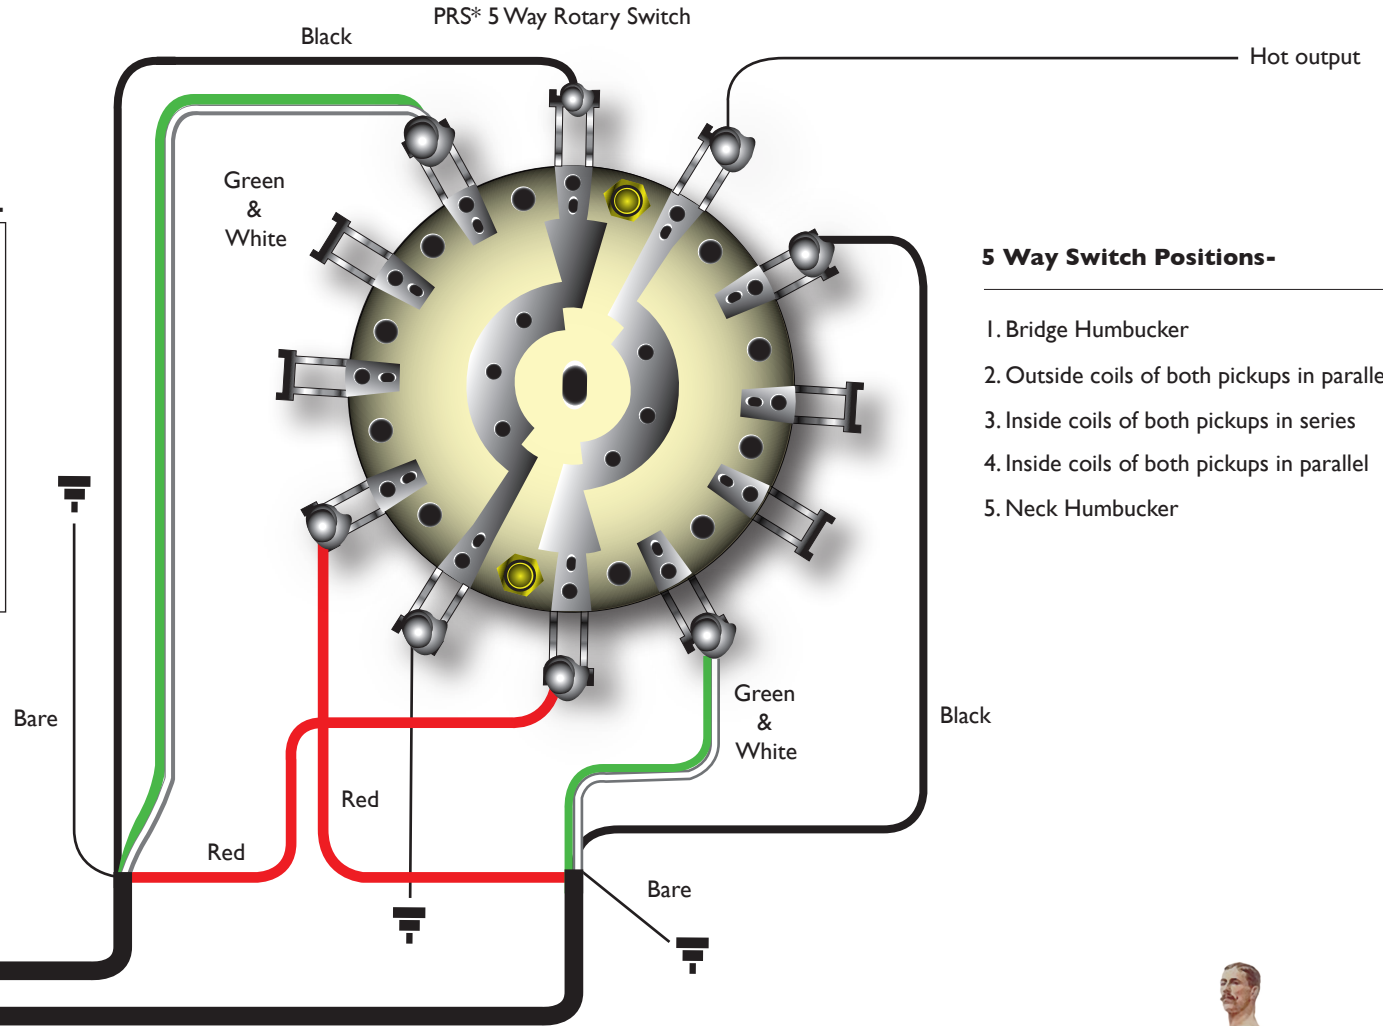 PRS* 5 Way Rotary Switch
Black
Hot output
Green
&
White
5 Way Switch Positions-
1. Bridge Humbucker
2. Outside coils of both pickups in paralle
3. Inside coils of both pickups in series
4. Inside coils of both pickups in parallel
5. Neck Humbucker
Bare
Green
&
White
Black
Red
Red
Bare